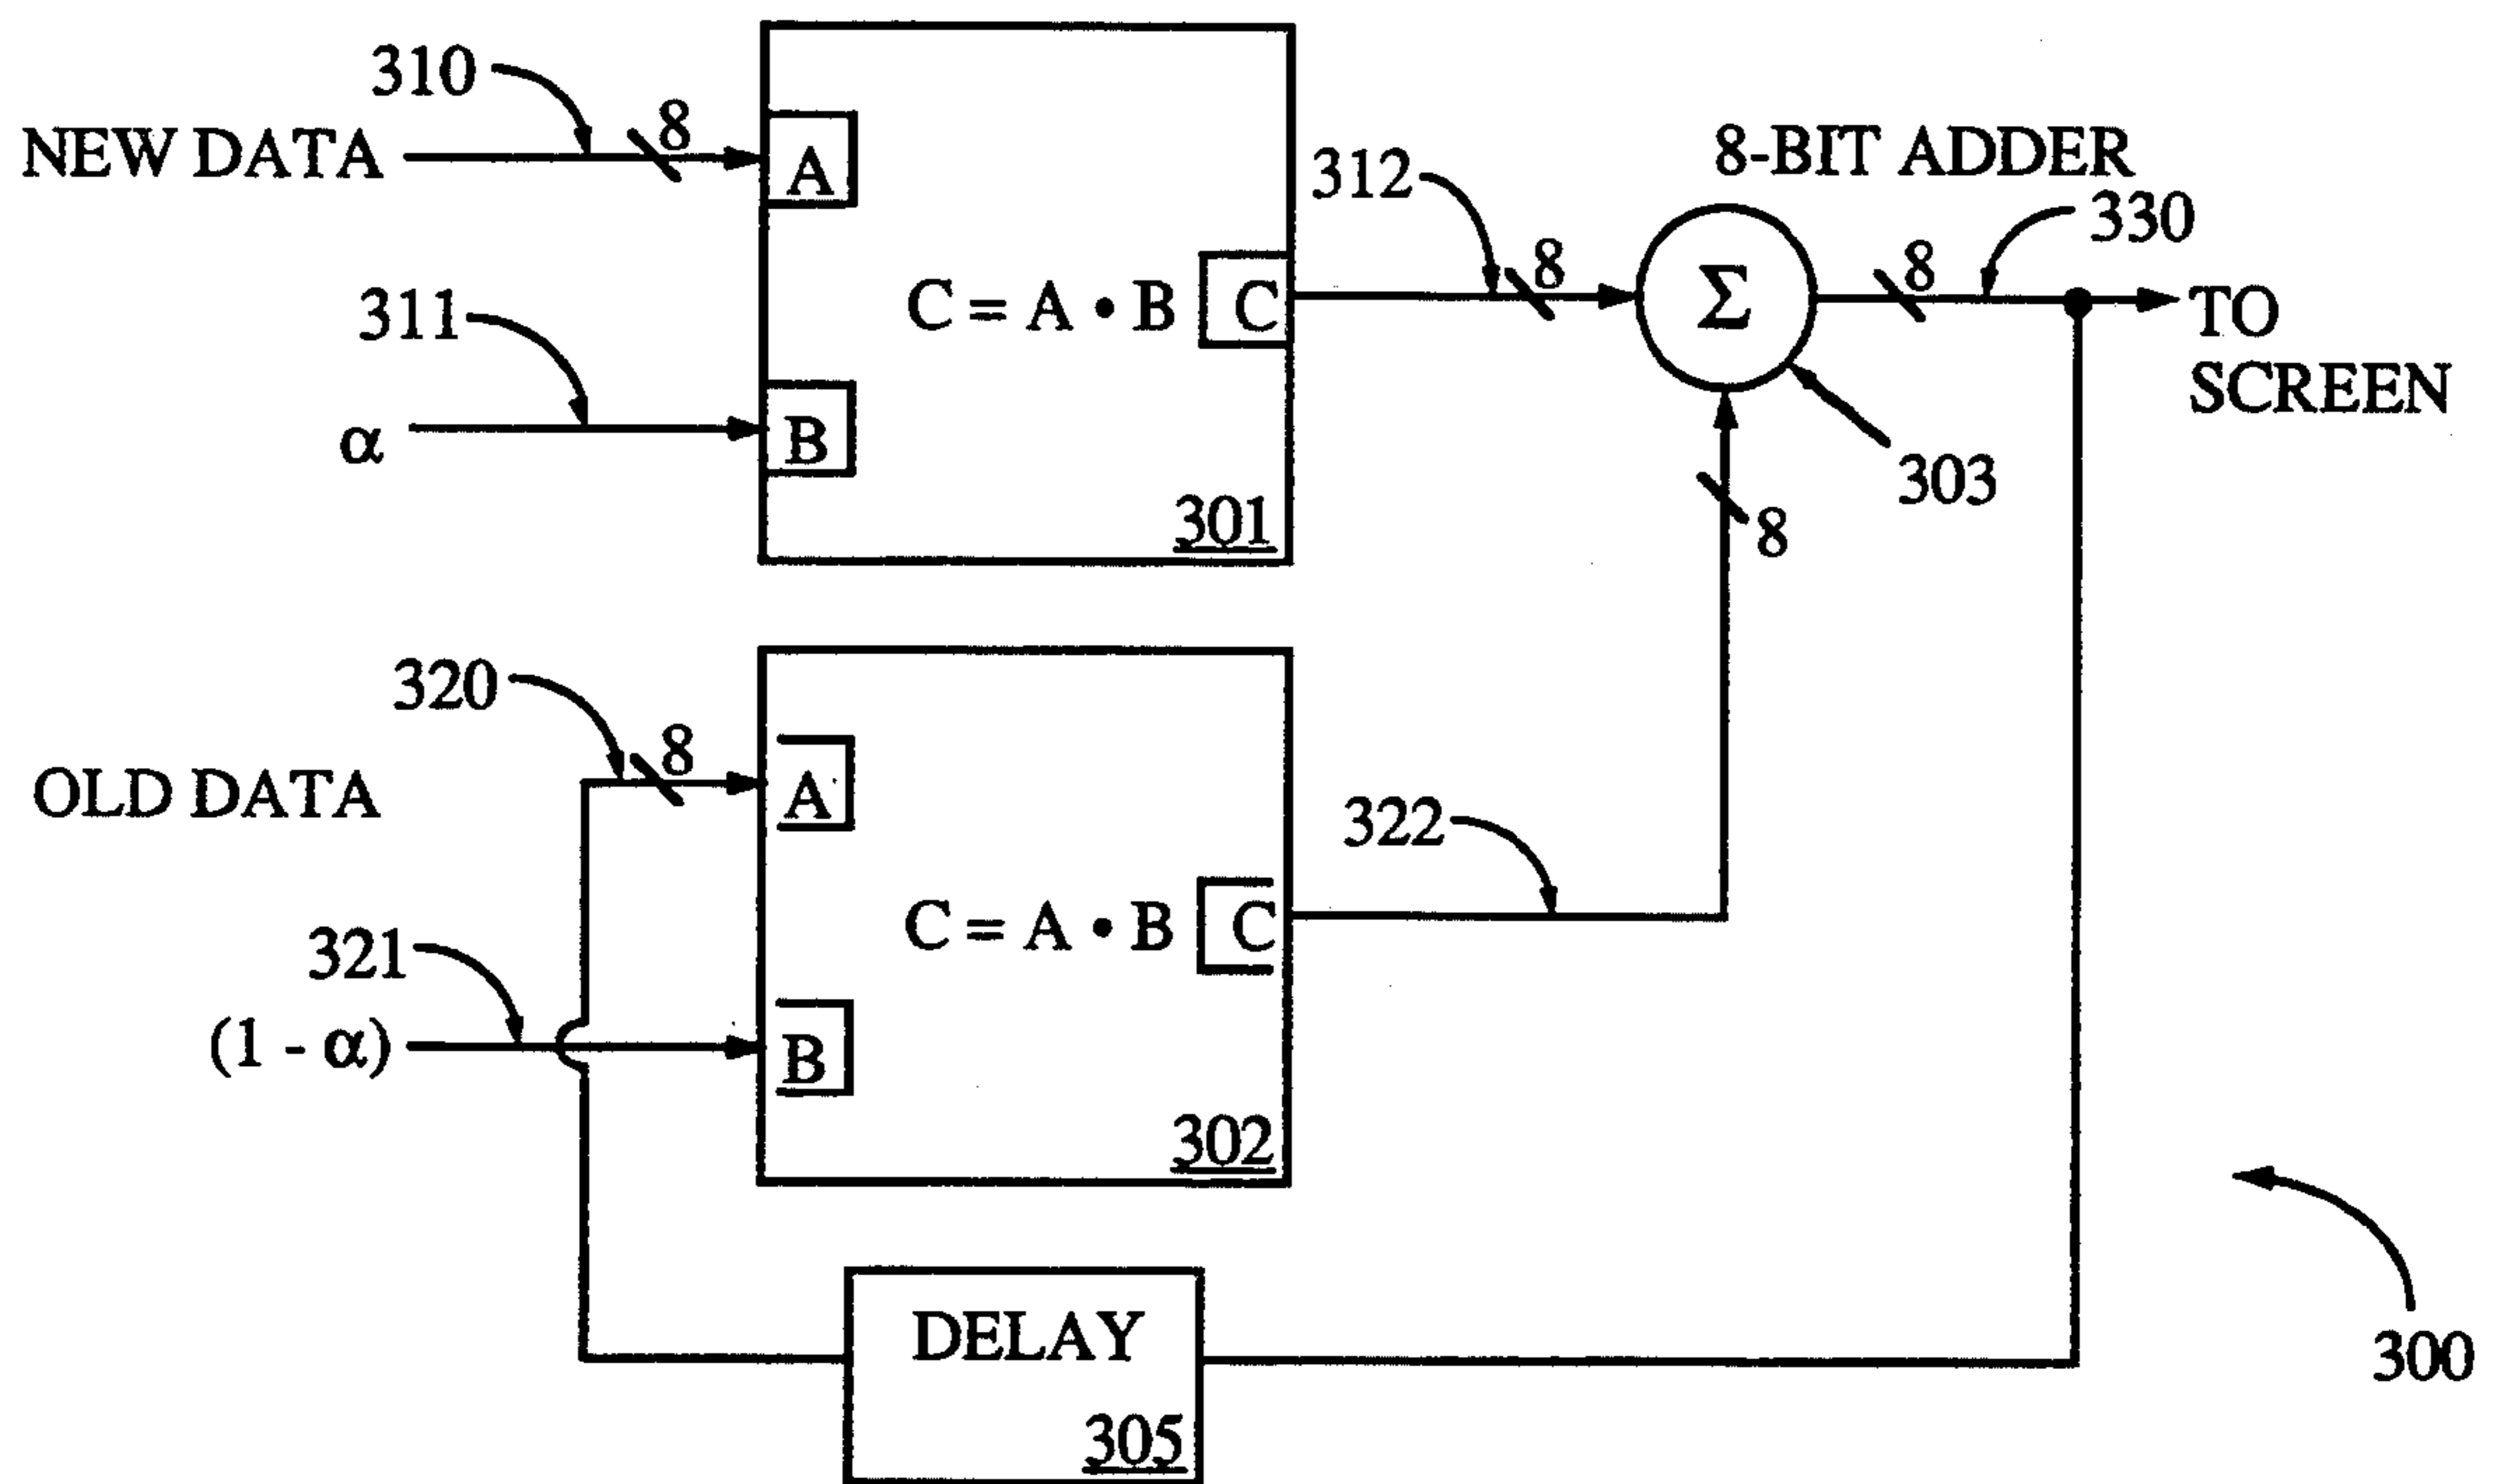 310
8
NEW DATA
A
8-BIT ADDER
312
330
8
8
C = A • B
C
Σ
TO
SCREEN
311
α
B
303
301
8
320
8
OLD DATA
A
322
C = A • B
C
321
(1 - α)
B
302
DELAY
305
300